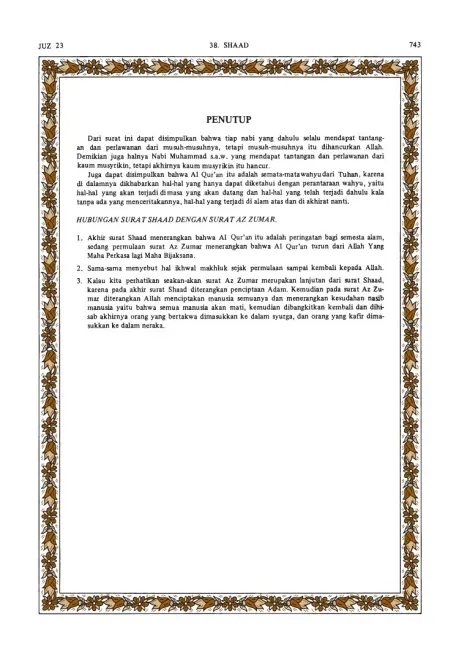 JUZ 23 38. SHAAD 743
PENUTUP
Dari surat ini dapat disimpulkan bahwa tiap nabi yang dahulu selalu mendapat tantang-
an dan perlawanan dari musuh-musuhnya, tetapi musuh-musuhnya itu dihancurkan Allah.
Demikian juga halnya Nabi Muhammad s.a.w. yang mendapat tantangan dan perlawanan dari
kaum musyrikin, tetapi akhirnya kaum musyrikin itu hancur.
Juga dapat disimpulkan bahwa Al Qur'an itu adalah semata-mata wahyu dari Tuhan, karena
di dalamnya dikhabarkan hal-hal yang hanya dapat diketahui dengan perantaraan wahyu, yaitu
hal-hal yang akan terjadi di masa yang akan datang dan hal-hal yang telah terjadi dahulu kala
tanpa ada yang menceritakannya, hal-hal yang terjadi di alam atas dan di akhirat nanti.
HUBUNGAN SURAT SHAAD DENGAN SURAT AZ ZUMAR.
1. Akhir surat Shaad menerangkan bahwa Al Qur'an itu adalah peringatan bagi semesta alam,
sedang permulaan surat Az Zumar menerangkan bahwa Al Qur'an turun dari Allah Yang
Maha Perkasa lagi Maha Bijaksana.
2. Sama-sama menyebut hal ikhwal makhluk sejak permulaan sampai kembali kepada Allah.
3. Kalau kita perhatikan seakan-akan surat Az Zumar merupakan lanjutan dari surat Shaad,
karena pada akhir surat Shaad diterangkan penciptaan Adam. Kemudian pada surat Az Zu-
mar diterangkan Allah menciptakan manusia semuanya dan menerangkan kesudahan nasib
manusia yaitu bahwa semua manusia akan mati, kemudian dibangkitkan kembali dan dihi-
sab akhirnya orang yang bertakwa dimasukkan ke dalam syurga, dan orang yang kafir dima-
sukkan ke dalam neraka.